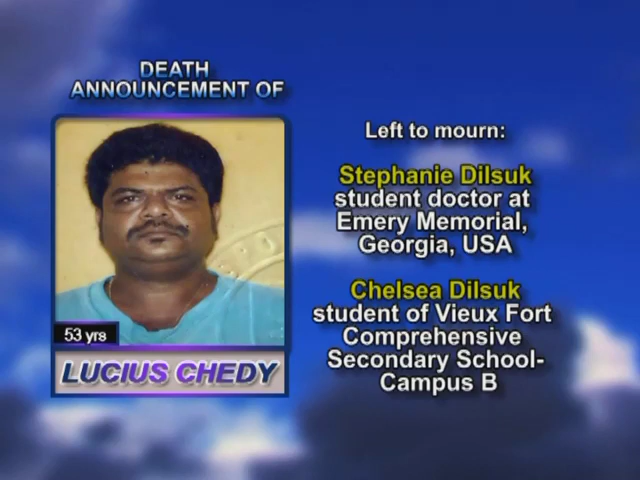 DEATH
ANNOUNCEMENT OF
53 yrs
LUCIUS CHEDY
Left to mourn:
Stephanie Dilsuk
student doctor at
Emery Memorial,
Georgia, USA
Chelsea Dilsuk
student of Vieux Fort
Comprehensive
Secondary School-
Campus B